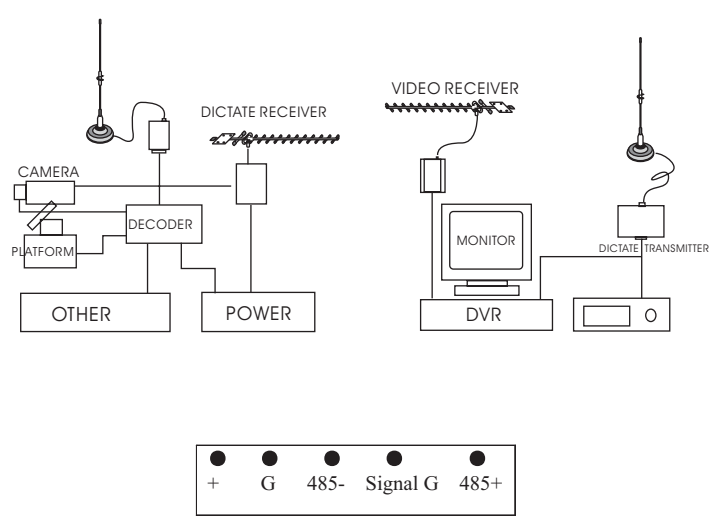 VIDEO RECEIVER
DICTATE RECEIVER
CAMERA
DECODER
PLATFORM
MONITOR
DICTATE TRANSMITTER
OTHER
POWER
DVR
+ G 485- Signal G 485+